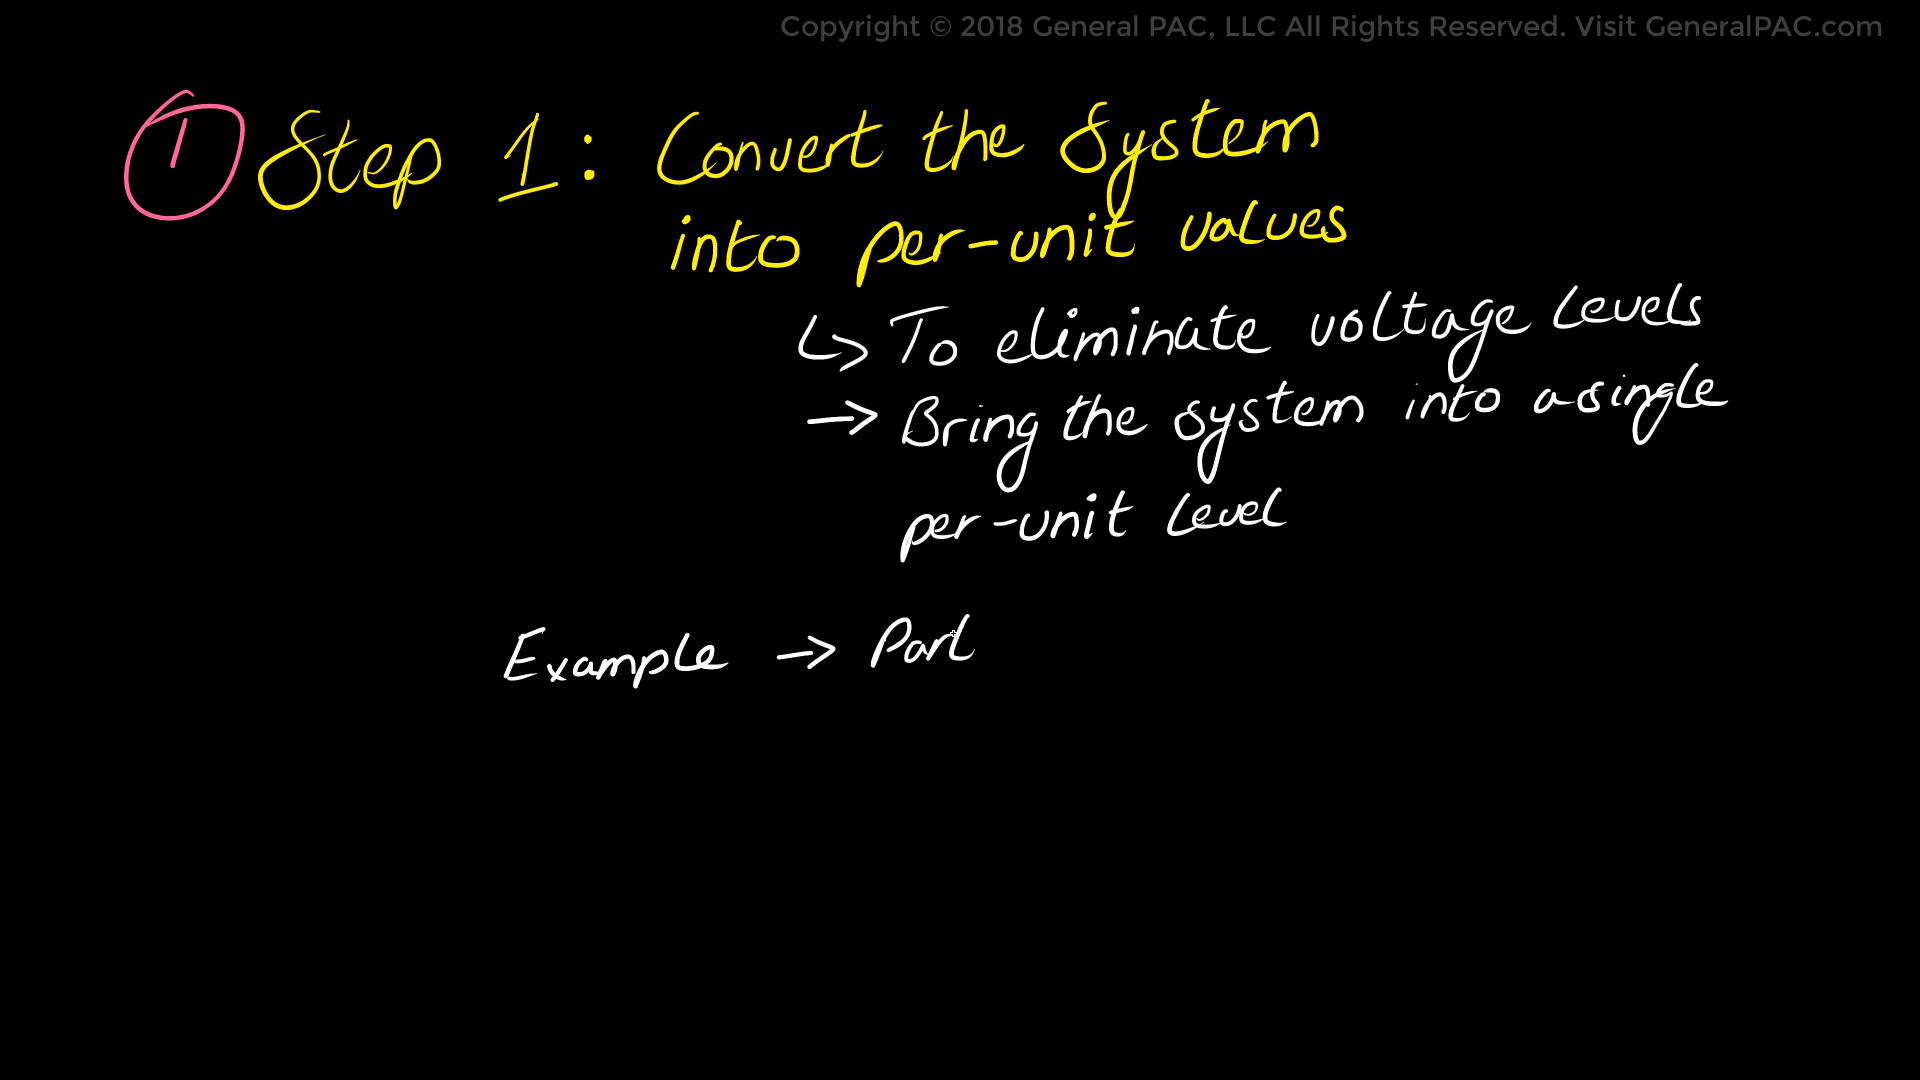 Copyright © 2018 General PAC, LLC All Rights Reserved. Visit GeneralPAC.com
① Step 1: Convert the System
into per-unit values
↳ To eliminate voltage levels
→ Bring the system into a single
per-unit level
Example → Part